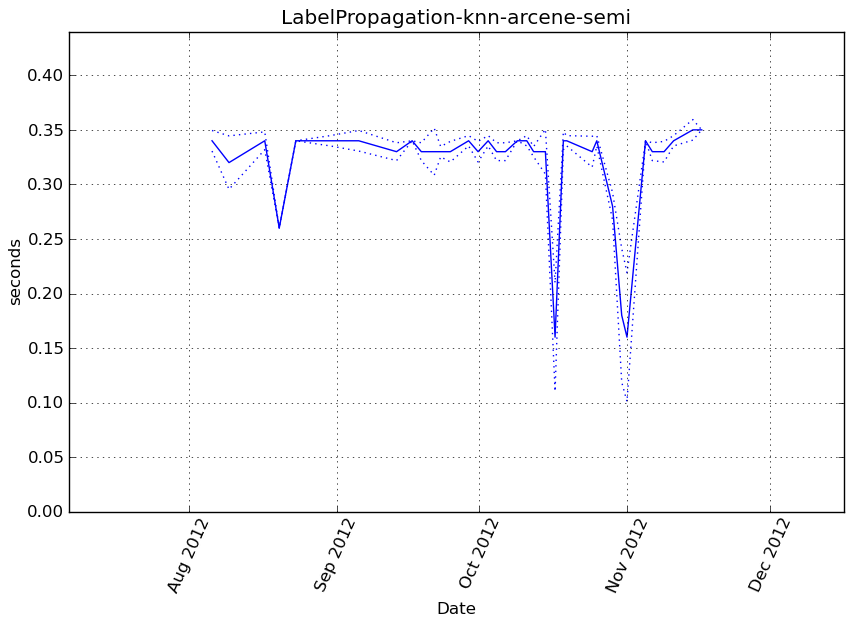 LabelPropagation-knn-arcene-semi
0.40
0.35
0.30
0.25
0.20
0.15
0.10
0.05
0.00
seconds
Aug 2012
Sep 2012
Oct 2012
Nov 2012
Dec 2012
Date